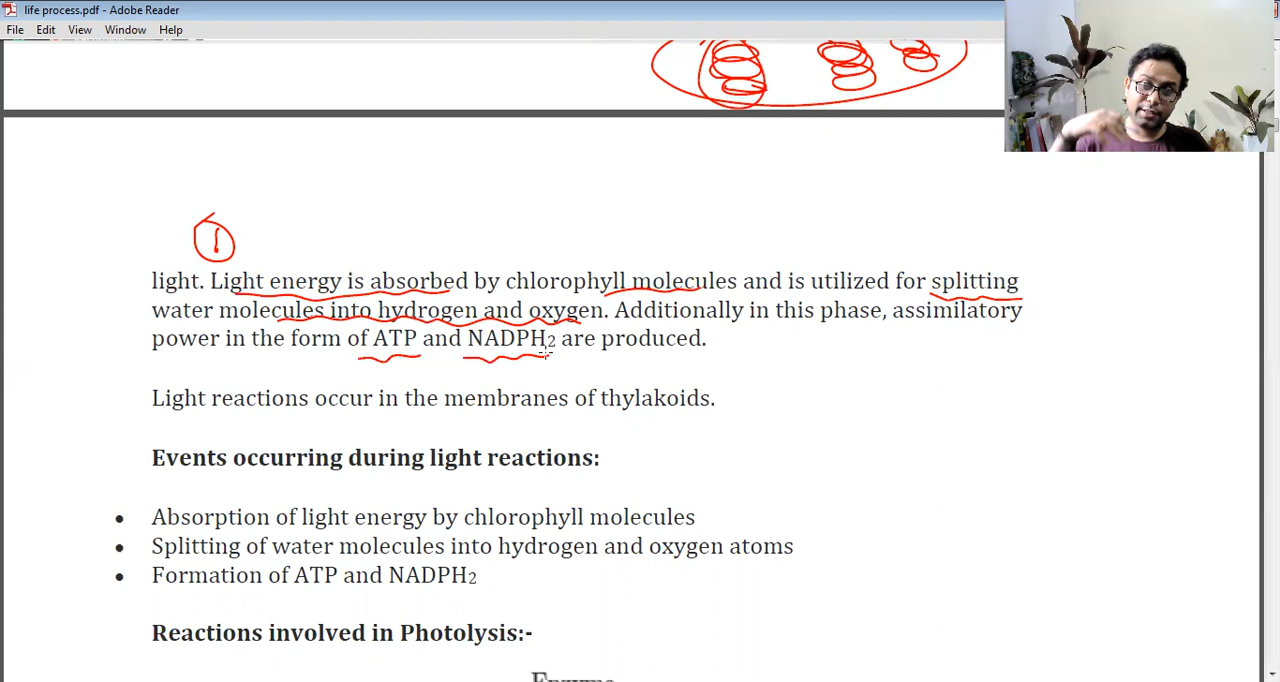 life process.pdf - Adobe Reader
File Edit View Window Help
1
light. Light energy is absorbed by chlorophyll molecules and is utilized for splitting
water molecules into hydrogen and oxygen. Additionally in this phase, assimilatory
power in the form of ATP and NADPH2 are produced.
Light reactions occur in the membranes of thylakoids.
Events occurring during light reactions:
• Absorption of light energy by chlorophyll molecules
• Splitting of water molecules into hydrogen and oxygen atoms
• Formation of ATP and NADPH2
Reactions involved in Photolysis:-
Enzyme